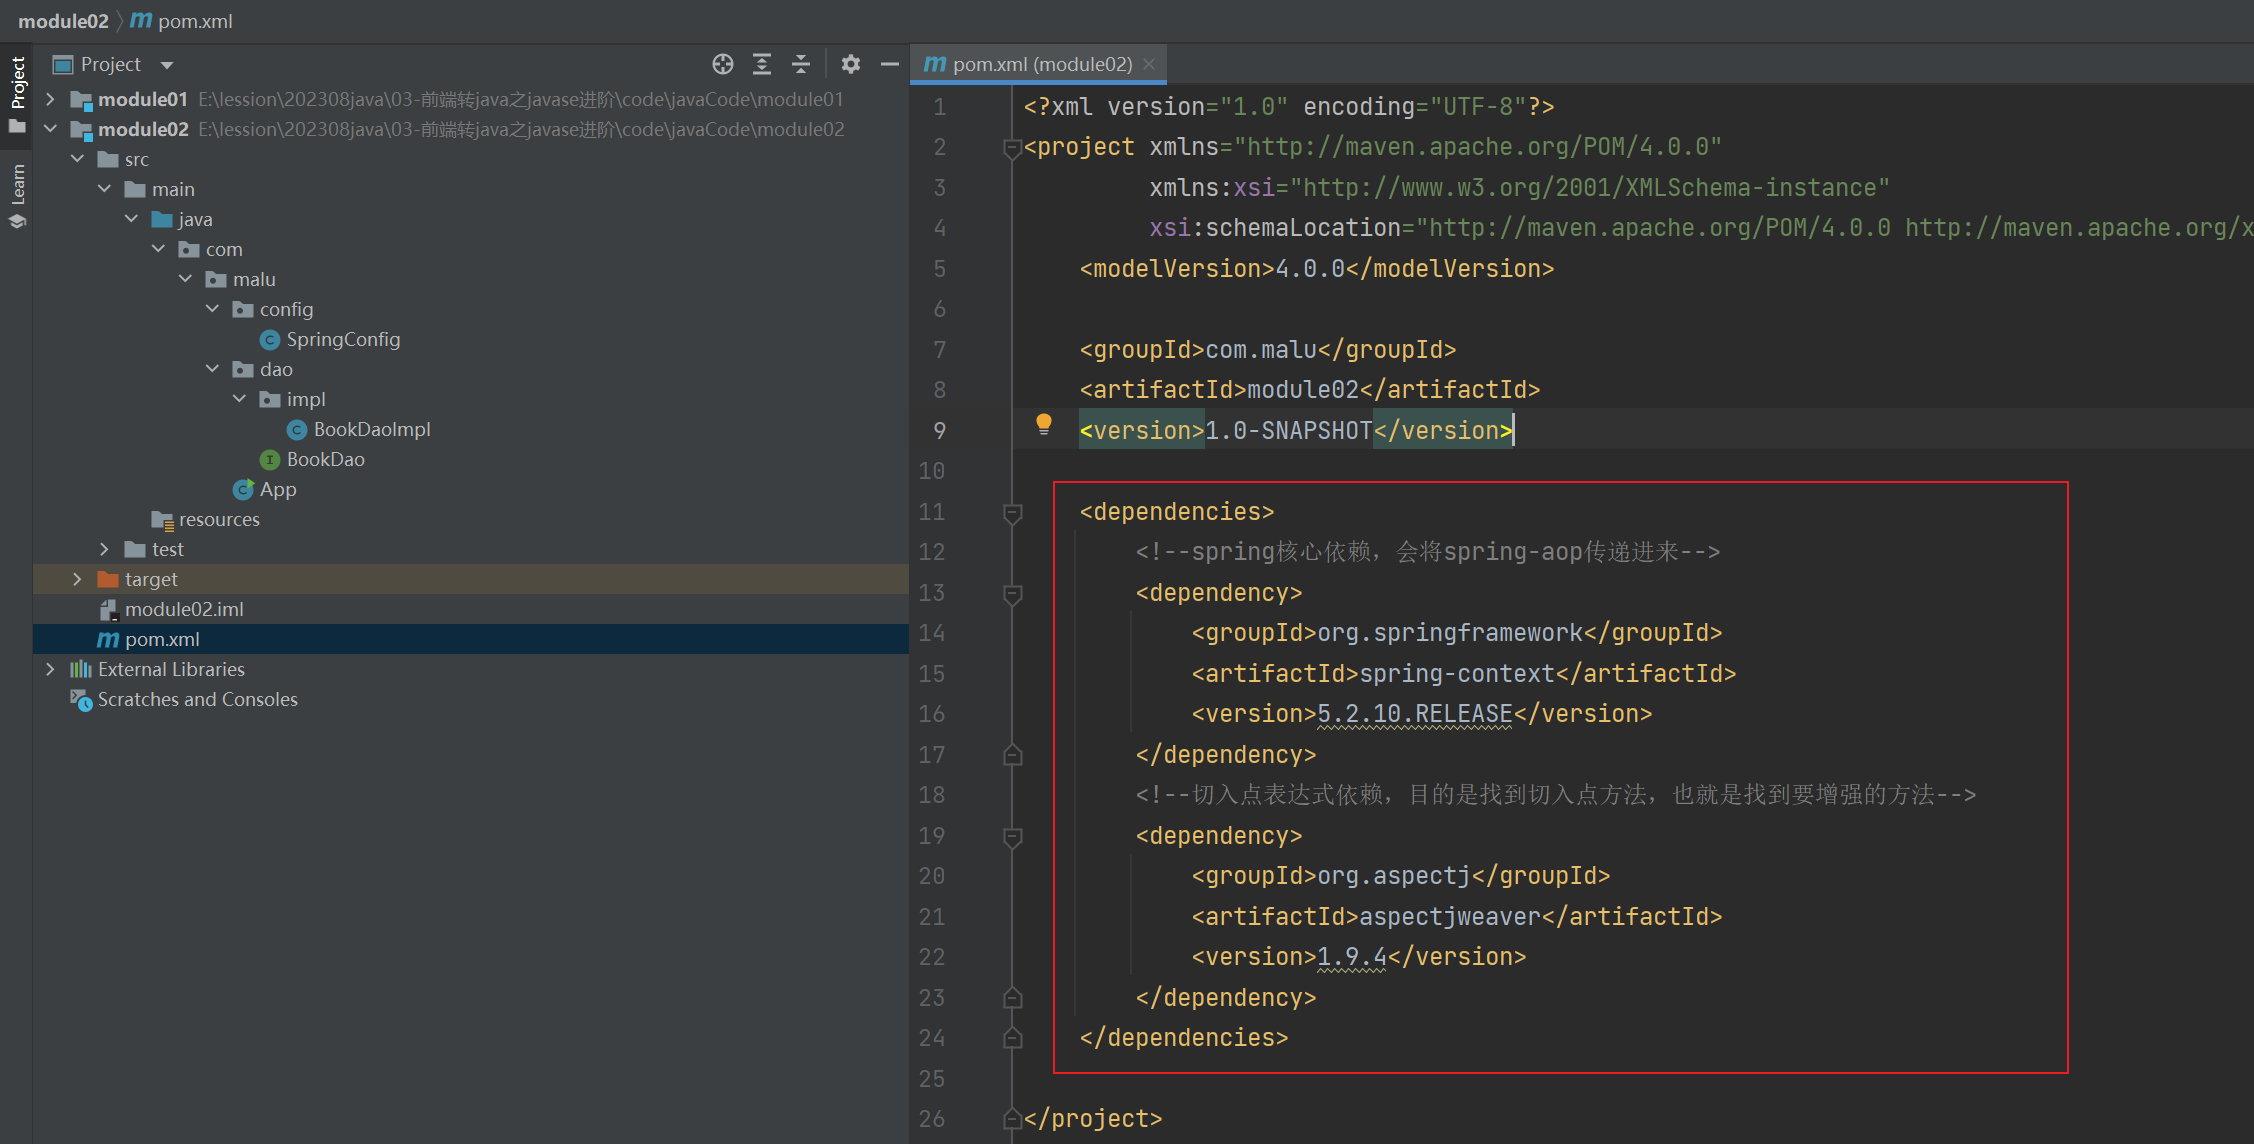 module02 pom.xml
Project
Learn
Project
module01 E:\lession\202308java\03-前端转java之javase进阶\code\javaCode\module01
module02 E:\lession\202308java\03-前端转java之javase进阶\code\javaCode\module02
src
main
java
com
malu
config
SpringConfig
dao
impl
BookDaoImpl
BookDao
App
resources
test
target
module02.iml
pom.xml
External Libraries
Scratches and Consoles
pom.xml (module02)
1 <?xml version="1.0" encoding="UTF-8"?>
2 <project xmlns="http://maven.apache.org/POM/4.0.0"
3 xmlns:xsi="http://www.w3.org/2001/XMLSchema-instance"
4 xsi:schemaLocation="http://maven.apache.org/POM/4.0.0 http://maven.apache.org/x
5 <modelVersion>4.0.0</modelVersion>
6
7 <groupId>com.malu</groupId>
8 <artifactId>module02</artifactId>
9 <version>1.0-SNAPSHOT</version>
10
11 <dependencies>
12 <!--spring核心依赖，会将spring-aop传递进来-->
13 <dependency>
14 <groupId>org.springframework</groupId>
15 <artifactId>spring-context</artifactId>
16 <version>5.2.10.RELEASE</version>
17 </dependency>
18 <!--切入点表达式依赖，目的是找到切入点方法，也就是找到要增强的方法-->
19 <dependency>
20 <groupId>org.aspectj</groupId>
21 <artifactId>aspectjweaver</artifactId>
22 <version>1.9.4</version>
23 </dependency>
24 </dependencies>
25
26 </project>